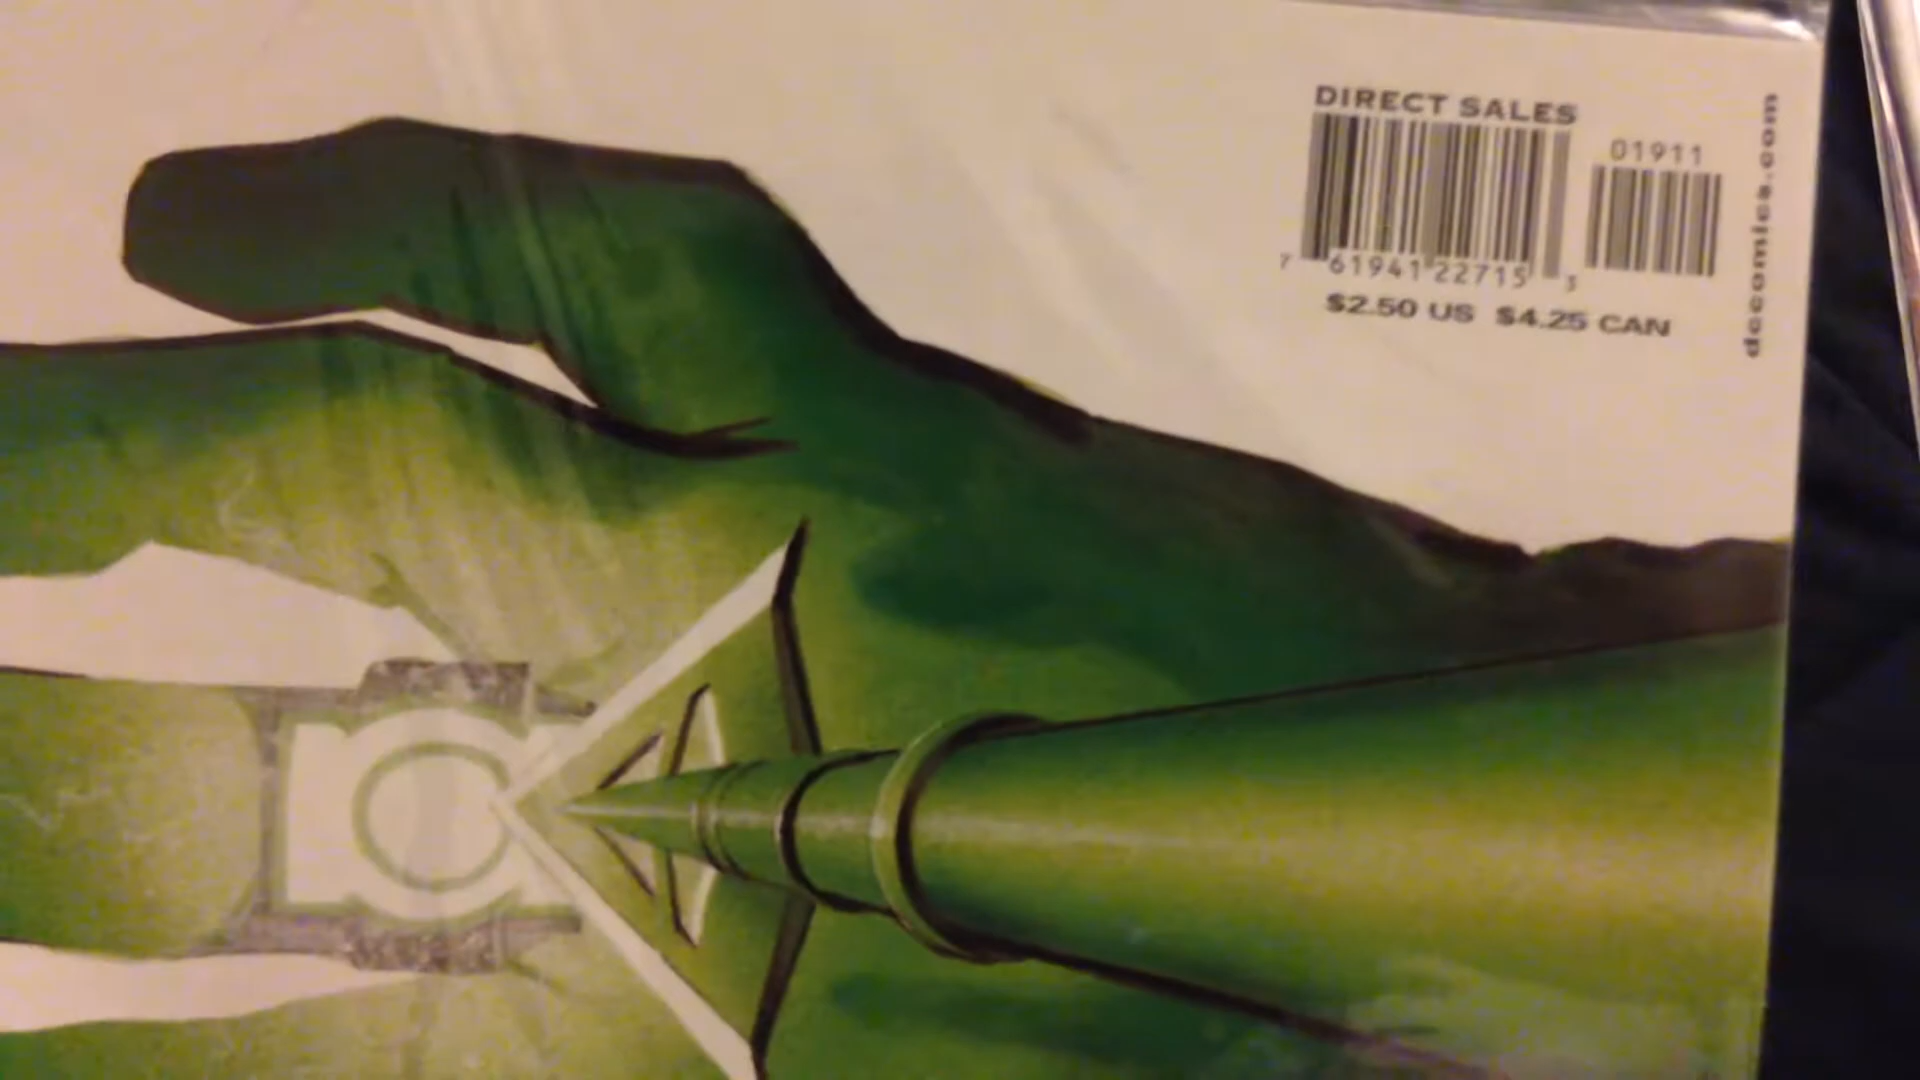 DIRECT SALES
01911
7 61941 22715 3
$2.50 US $4.25 CAN
dccomics.com